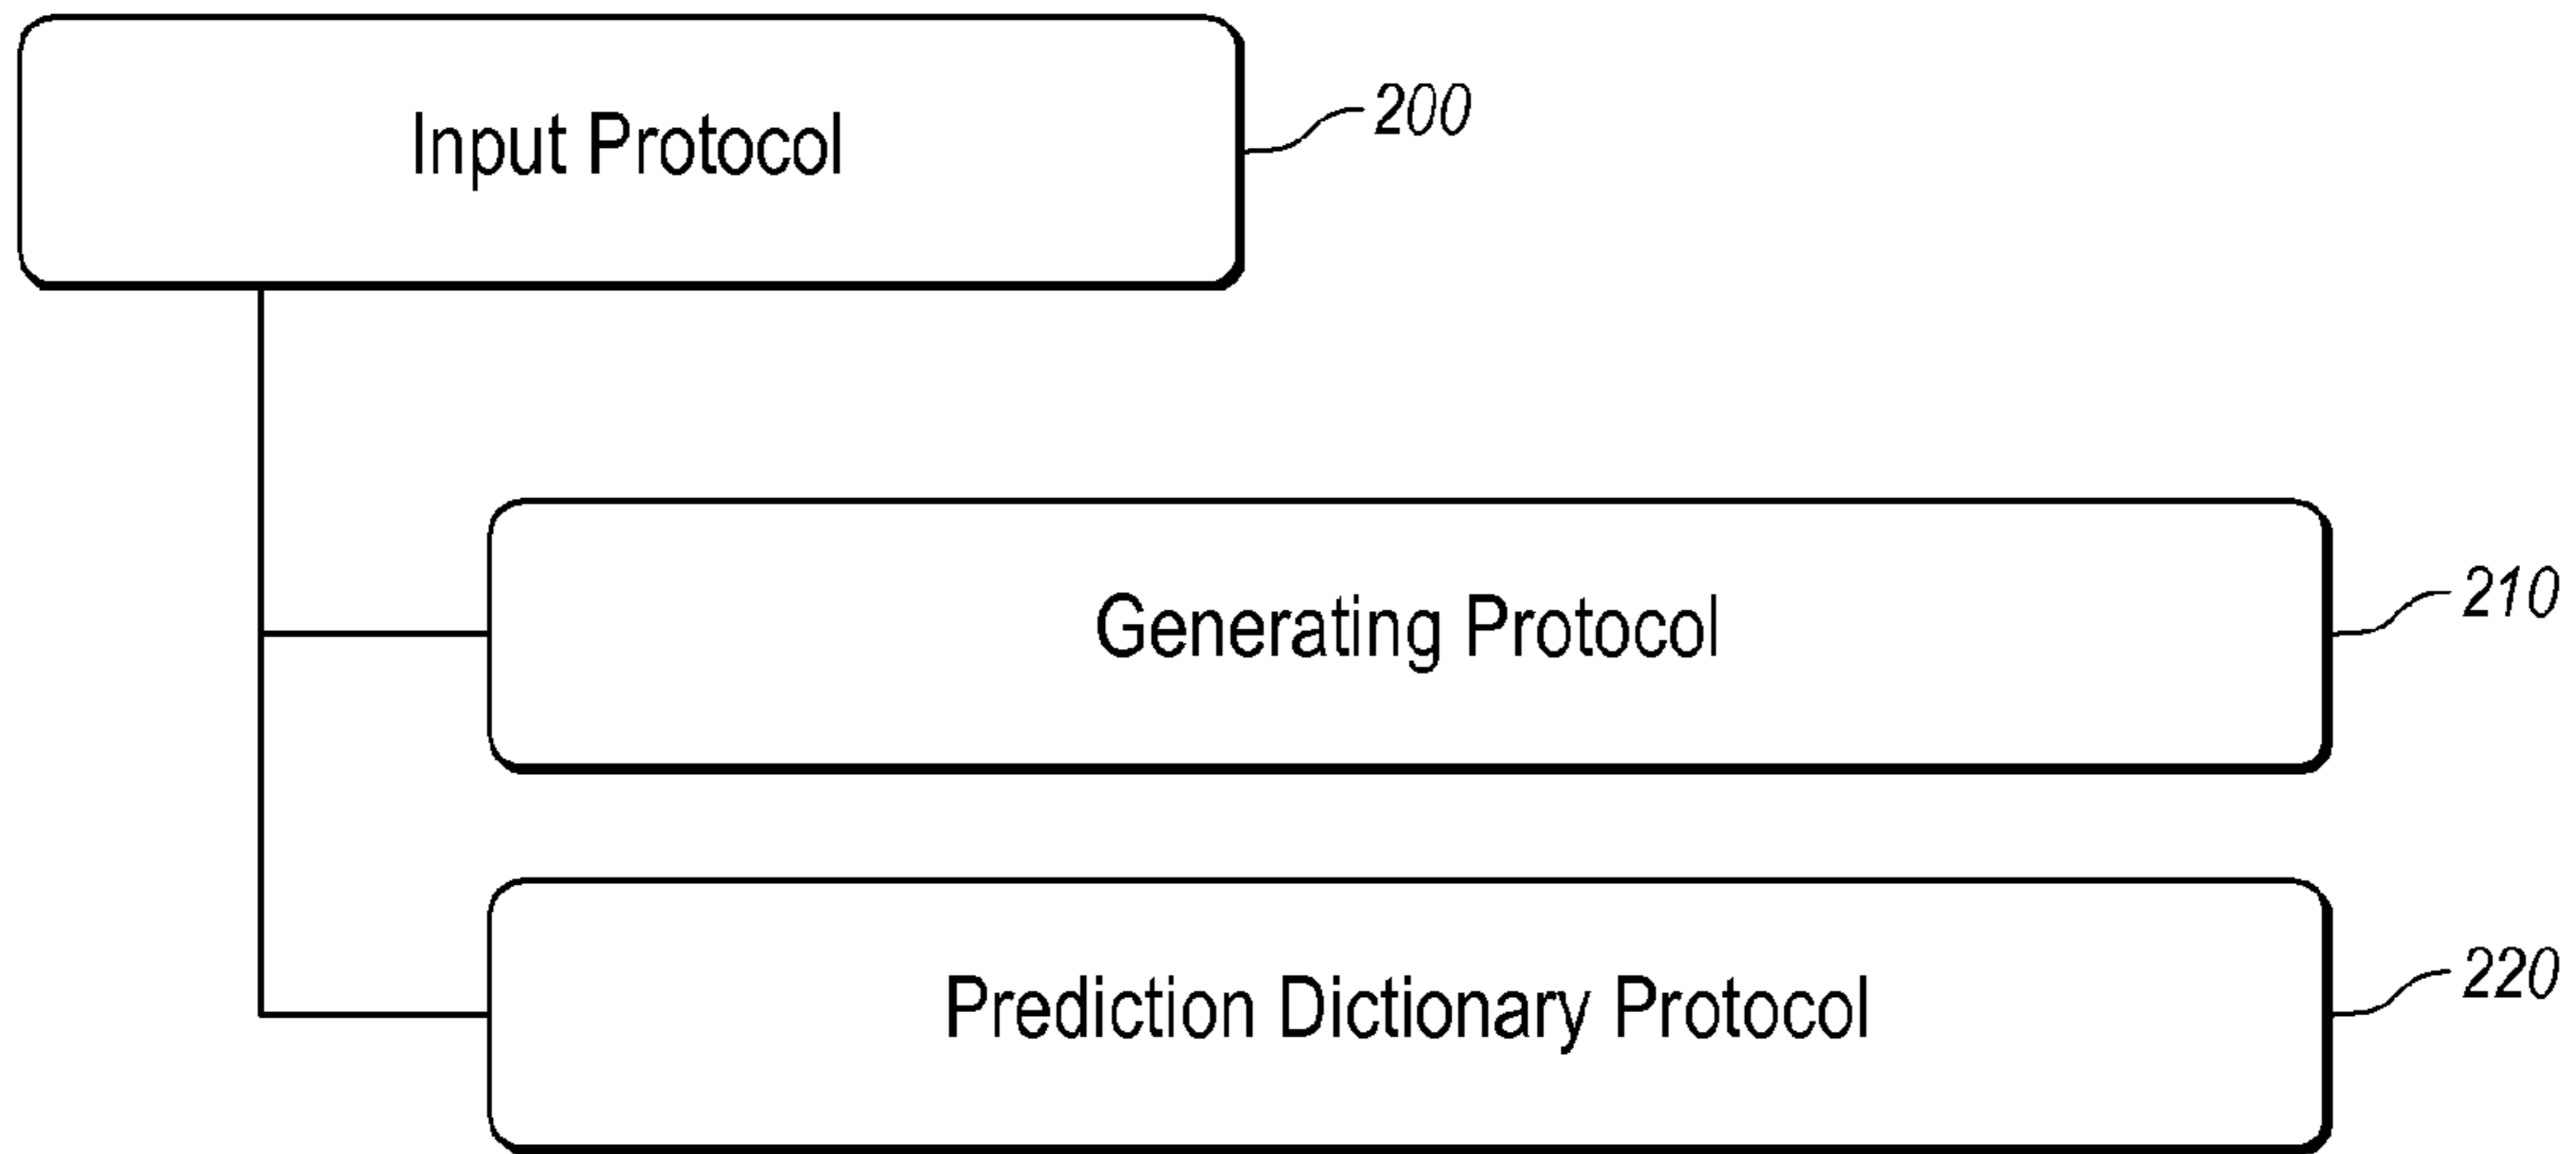 Input Protocol
200
Generating Protocol
210
Prediction Dictionary Protocol
220